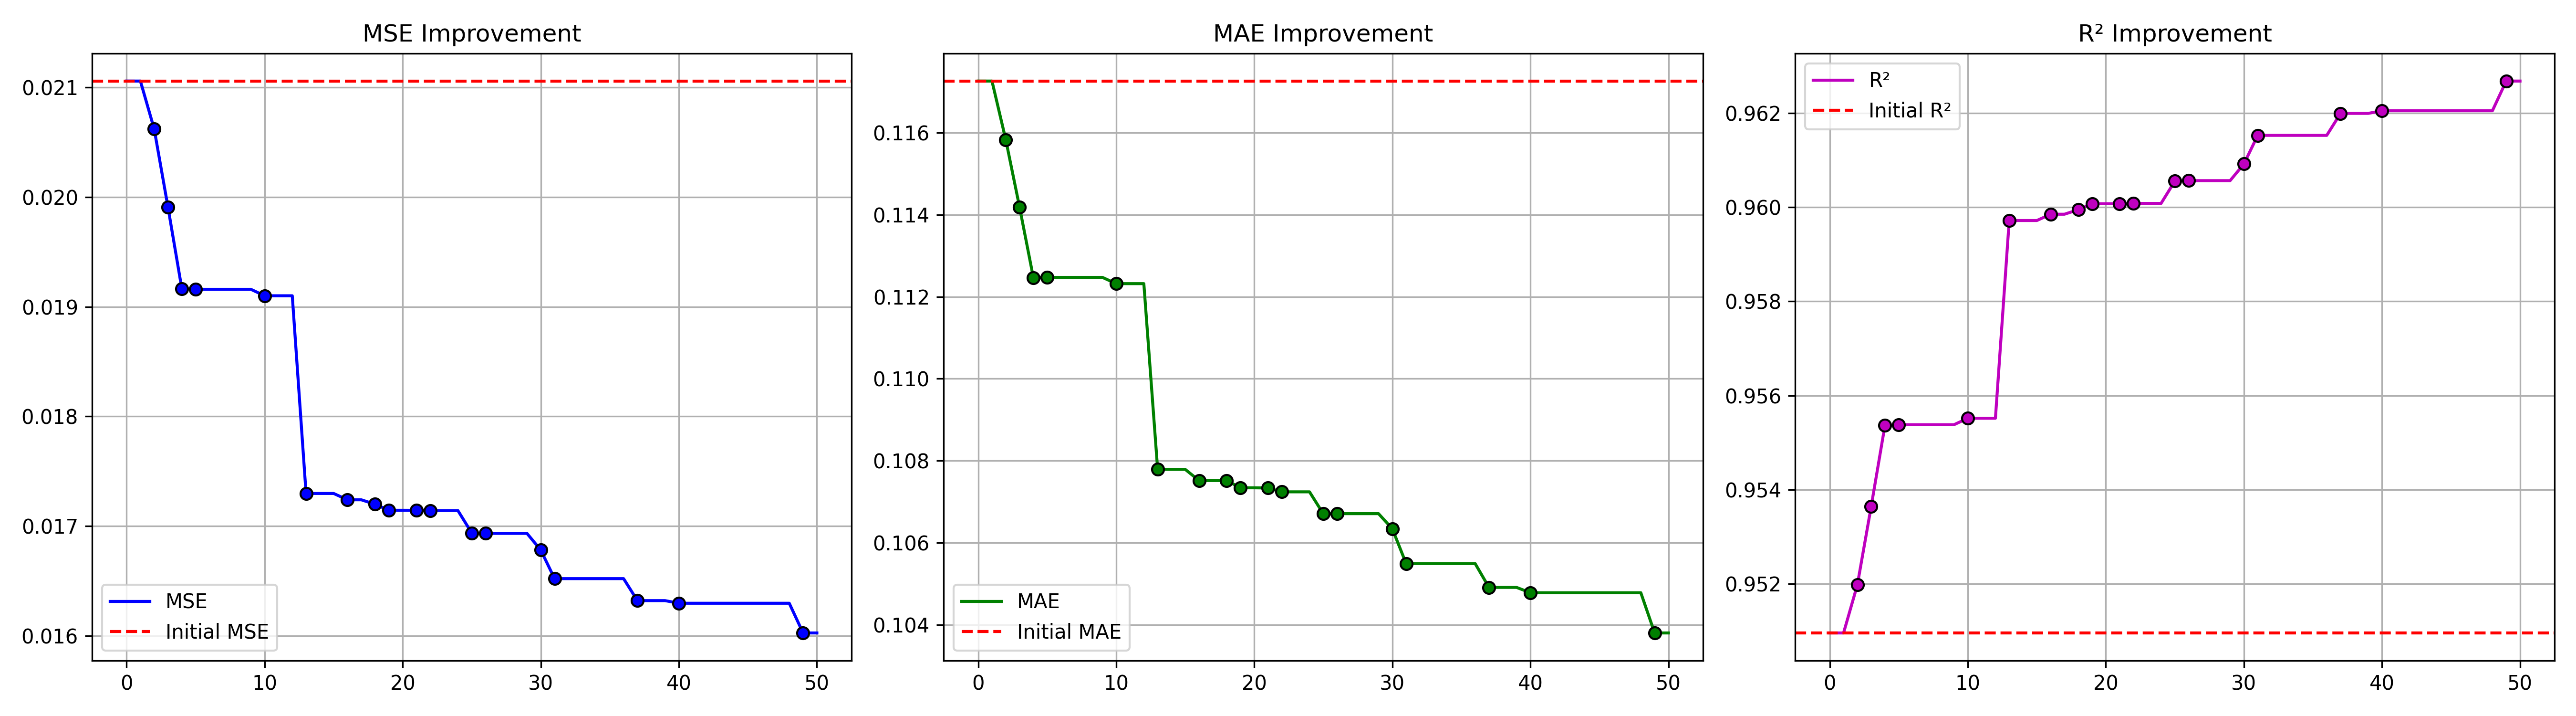 MSE Improvement
0.021
0.020
0.019
0.018
0.017
0.016
MSE
Initial MSE
0 10 20 30 40 50
MAE Improvement
0.116
0.114
0.112
0.110
0.108
0.106
0.104
MAE
Initial MAE
0 10 20 30 40 50
R² Improvement
R²
Initial R²
0.962
0.960
0.958
0.956
0.954
0.952
0 10 20 30 40 50